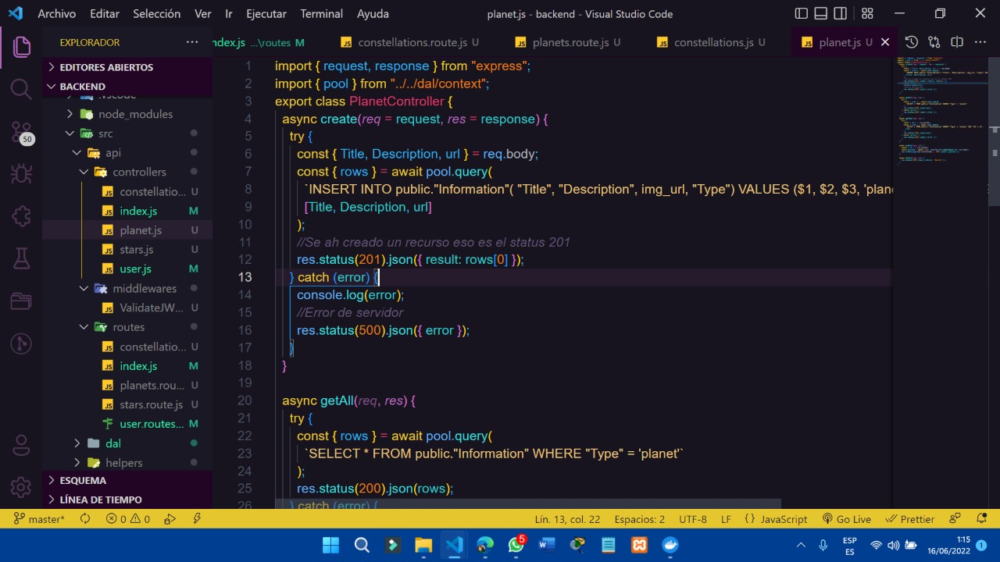 Archivo Editar Selección Ver Ir Ejecutar Terminal Ayuda planet.js - backend - Visual Studio Code
EXPLORADOR
EDITORES ABIERTOS
BACKEND
.vscode
node_modules
src
api
controllers
constellatio... U
index.js M
planet.js U
stars.js U
user.js M
middlewares
ValidateJW... U
routes
constellatio... U
index.js M
planets.rou... U
stars.route.js U
user.routes... M
dal
helpers
ESQUEMA
LÍNEA DE TIEMPO
50
index.js ...\routes M constellations.route.js U planets.route.js U constellations.js U planet.js U
1 import { request, response } from "express";
2 import { pool } from "../../dal/context";
3 export class PlanetController {
4 async create(req = request, res = response) {
5 try {
6 const { Title, Description, url } = req.body;
7 const { rows } = await pool.query(
8 `INSERT INTO public."Information"( "Title", "Description", img_url, "Type") VALUES ($1, $2, $3, 'plane
9 [Title, Description, url]
10 );
11 //Se ah creado un recurso eso es el status 201
12 res.status(201).json({ result: rows[0] });
13 } catch (error) {
14 console.log(error);
15 //Error de servidor
16 res.status(500).json({ error });
17 }
18 }
19
20 async getAll(req, res) {
21 try {
22 const { rows } = await pool.query(
23 `SELECT * FROM public."Information" WHERE "Type" = 'planet'`
24 );
25 res.status(200).json(rows);
26 } catch (error) {
master* 0 0 Lín. 13, col. 22 Espacios: 2 UTF-8 LF {} JavaScript Go Live Prettier
5 ESP ES 1:15 16/06/2022 1